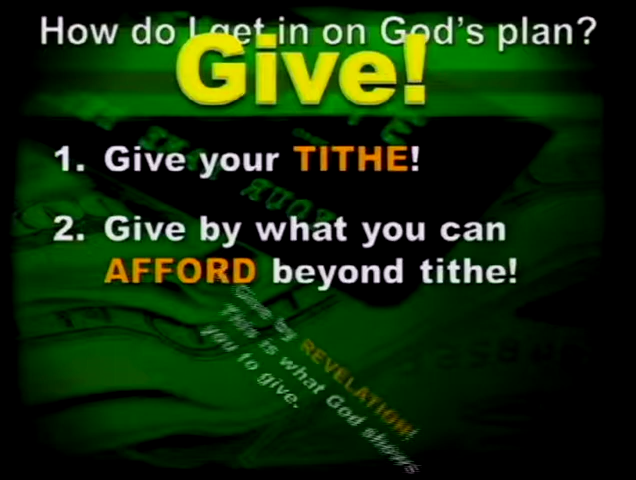 How do I get in on God's plan?
Give!
1. Give your TITHE!
2. Give by what you can
AFFORD beyond tithe!
Give by REVELATION!
This is what God shows
you to give.